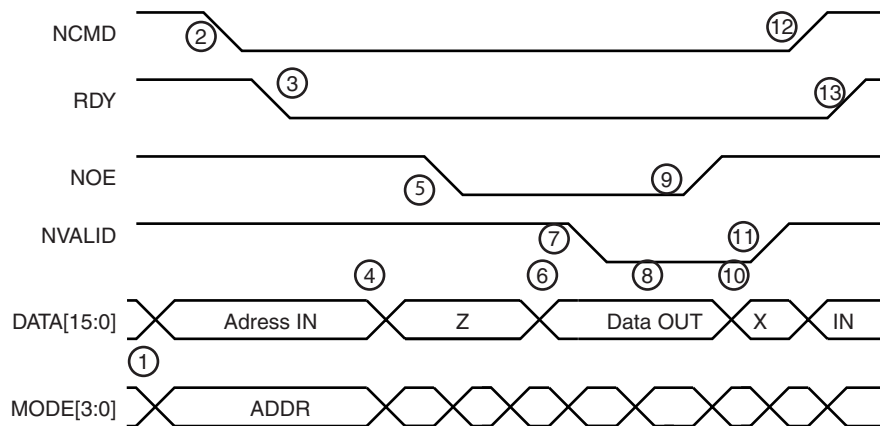 NCMD
2
12
RDY
3
13
NOE
5
9
NVALID
7
11
4
6
8
10
DATA[15:0]
Adress IN
Z
Data OUT
X
IN
1
MODE[3:0]
ADDR